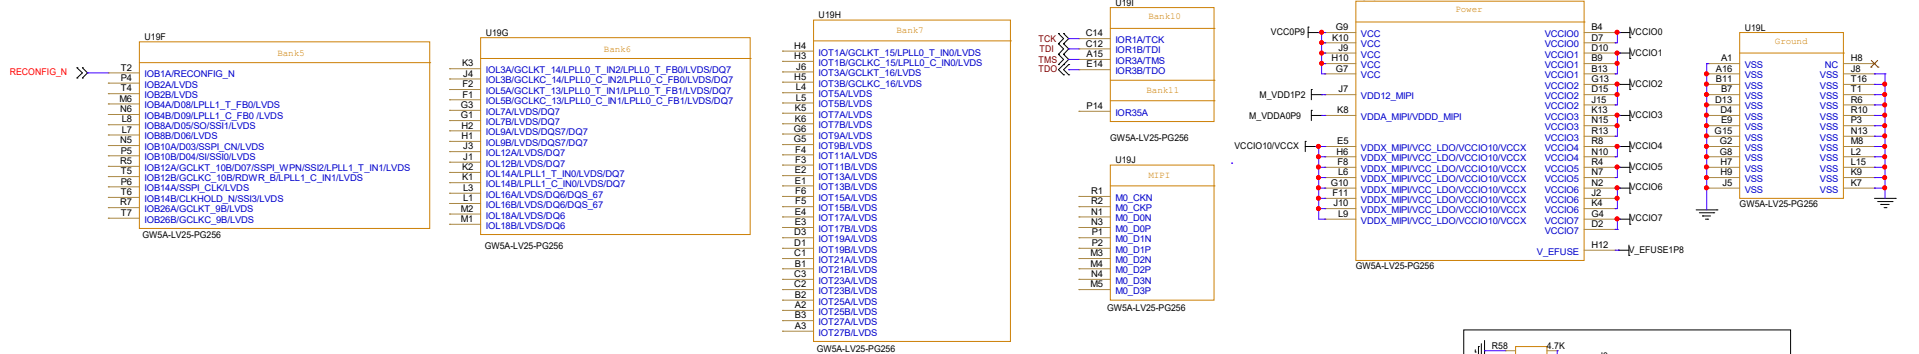 U19F
Bank5
RECONFIG_N
T2 IOB1A/RECONFIG_N
P4 IOB2A/LVDS
T4 IOB2B/LVDS
M6 IOB4A/D08/LPLL1_T_FB0/LVDS
N6 IOB4B/D09/LPLL1_C_FB0 /LVDS
L8 IOB8A/D05/SO/SSI1/LVDS
L7 IOB8B/D06/LVDS
N5 IOB10A/D03/SSPI_CN/LVDS
P5 IOB10B/D04/SI/SSI0/LVDS
R5 IOB12A/GCLKT_10B/D07/SSPI_WPN/SSI2/LPLL1_T_IN1/LVDS
T5 IOB12B/GCLKC_10B/RDWR_B/LPLL1_C_IN1/LVDS
P6 IOB14A/SSPI_CLK/LVDS
T6 IOB14B/CLKHOLD_N/SSI3/LVDS
R7 IOB26A/GCLKT_9B/LVDS
T7 IOB26B/GCLKC_9B/LVDS
GW5A-LV25-PG256
U19G
Bank6
K3 IOL3A/GCLKT_14/LPLL0_T_IN2/LPLL0_T_FB0/LVDS/DQ7
J4 IOL3B/GCLKC_14/LPLL0_C_IN2/LPLL0_C_FB0/LVDS/DQ7
F2 IOL5A/GCLKT_13/LPLL0_T_IN1/LPLL0_T_FB1/LVDS/DQ7
F1 IOL5B/GCLKC_13/LPLL0_C_IN1/LPLL0_C_FB1/LVDS/DQ7
G3 IOL7A/LVDS/DQ7
G1 IOL7B/LVDS/DQ7
H2 IOL9A/LVDS/DQS7/DQ7
H1 IOL9B/LVDS/DQS7/DQ7
J3 IOL12A/LVDS/DQ7
J1 IOL12B/LVDS/DQ7
K2 IOL14A/LPLL1_T_IN0/LVDS/DQ7
K1 IOL14B/LPLL1_C_IN0/LVDS/DQ7
L3 IOL16A/LVDS/DQ6/DQS_67
L1 IOL16B/LVDS/DQ6/DQS_67
M2 IOL18A/LVDS/DQ6
M1 IOL18B/LVDS/DQ6
GW5A-LV25-PG256
U19H
Bank7
H4 IOT1A/GCLKT_15/LPLL0_T_IN0/LVDS
H3 IOT1B/GCLKC_15/LPLL0_C_IN0/LVDS
J6 IOT3A/GCLKT_16/LVDS
H5 IOT3B/GCLKC_16/LVDS
L4 IOT5A/LVDS
L5 IOT5B/LVDS
K5 IOT7A/LVDS
K6 IOT7B/LVDS
G6 IOT9A/LVDS
G5 IOT9B/LVDS
F4 IOT11A/LVDS
F3 IOT11B/LVDS
E2 IOT13A/LVDS
E1 IOT13B/LVDS
F6 IOT15A/LVDS
F5 IOT15B/LVDS
E4 IOT17A/LVDS
E3 IOT17B/LVDS
D3 IOT19A/LVDS
D1 IOT19B/LVDS
C1 IOT21A/LVDS
B1 IOT21B/LVDS
C3 IOT23A/LVDS
C2 IOT23B/LVDS
B2 IOT25A/LVDS
A2 IOT25B/LVDS
B3 IOT27A/LVDS
A3 IOT27B/LVDS
GW5A-LV25-PG256
U19I
Bank10
TCK C14 IOR1A/TCK
TDI C12 IOR1B/TDI
TMS A15 IOR3A/TMS
TDO E14 IOR3B/TDO
Bank11
P14 IOR35A
GW5A-LV25-PG256
U19J
MIPI
R1 M0_CKN
R2 M0_CKP
N1 M0_D0N
N3 M0_D0P
P1 M0_D1N
P2 M0_D1P
M3 M0_D2N
M4 M0_D2P
N4 M0_D3N
M5 M0_D3P
GW5A-LV25-PG256
Power
VCC0P9 G9 VCC
K10 VCC
J9 VCC
H10 VCC
G7 VCC
M_VDD1P2 J7 VDD12_MIPI
M_VDDA0P9 K8 VDDA_MIPI/VDDD_MIPI
VCCIO10/VCCX E5 VDDX_MIPI/VCC_LDO/VCCIO10/VCCX
H6 VDDX_MIPI/VCC_LDO/VCCIO10/VCCX
F8 VDDX_MIPI/VCC_LDO/VCCIO10/VCCX
L6 VDDX_MIPI/VCC_LDO/VCCIO10/VCCX
G10 VDDX_MIPI/VCC_LDO/VCCIO10/VCCX
F11 VDDX_MIPI/VCC_LDO/VCCIO10/VCCX
J10 VDDX_MIPI/VCC_LDO/VCCIO10/VCCX
L9 VDDX_MIPI/VCC_LDO/VCCIO10/VCCX
VCCIO0 B4 VCCIO0
VCCIO0 D7
VCCIO1 D10 VCCIO1
VCCIO1 B9
VCCIO1 B13
VCCIO2 G13 VCCIO2
VCCIO2 D15
VCCIO2 J15
VCCIO3 K13 VCCIO3
VCCIO3 N15
VCCIO3 R13
VCCIO4 R8 VCCIO4
VCCIO4 N10
VCCIO5 R4 VCCIO5
VCCIO5 N7
VCCIO6 N2 VCCIO6
VCCIO6 J2
VCCIO6 K4
VCCIO7 G4 VCCIO7
VCCIO7 D2
V_EFUSE H12 V_EFUSE1P8
GW5A-LV25-PG256
U19L
Ground
A1 VSS NC H8
A16 VSS VSS J8
B11 VSS VSS T16
B7 VSS VSS T1
D13 VSS VSS R6
D4 VSS VSS R10
E9 VSS VSS P3
G15 VSS VSS N13
G2 VSS VSS M8
G8 VSS VSS L2
H7 VSS VSS L15
H9 VSS VSS K9
J5 VSS VSS K7
GW5A-LV25-PG256
R58 4.7K